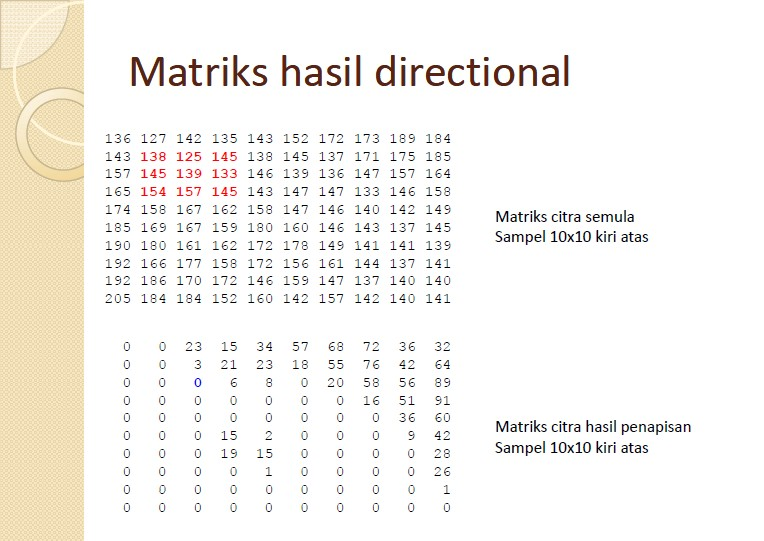 Matriks hasil directional
136 127 142 135 143 152 172 173 189 184
143 138 125 145 138 145 137 171 175 185
157 145 139 133 146 139 136 147 157 164
165 154 157 145 143 147 147 133 146 158
174 158 167 162 158 147 146 140 142 149
185 169 167 159 180 160 146 143 137 145
190 180 161 162 172 178 149 141 141 139
192 166 177 158 172 156 161 144 137 141
192 186 170 172 146 159 147 137 140 140
205 184 184 152 160 142 157 142 140 141
Matriks citra semula
Sampel 10x10 kiri atas
0 0 23 15 34 57 68 72 36 32
0 0 3 21 23 18 55 76 42 64
0 0 0 6 8 0 20 58 56 89
0 0 0 0 0 0 0 16 51 91
0 0 0 0 0 0 0 0 36 60
0 0 0 15 2 0 0 0 9 42
0 0 0 19 15 0 0 0 0 28
0 0 0 0 1 0 0 0 0 26
0 0 0 0 0 0 0 0 0 1
0 0 0 0 0 0 0 0 0 0
Matriks citra hasil penapisan
Sampel 10x10 kiri atas